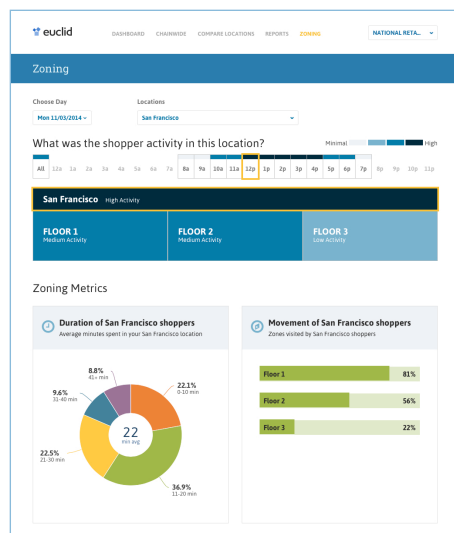 euclid
DASHBOARD CHAINWIDE COMPARE LOCATIONS REPORTS ZONING
NATIONAL RETA...
Zoning
Choose Day Locations
Mon 11/03/2014 San Francisco
What was the shopper activity in this location?
Minimal High
All 12a 1a 2a 3a 4a 5a 6a 7a 8a 9a 10a 11a 12p 1p 2p 3p 4p 5p 6p 7p 8p 9p 10p 11p
San Francisco High Activity
FLOOR 1 FLOOR 2 FLOOR 3
Medium Activity Medium Activity Low Activity
Zoning Metrics
Duration of San Francisco shoppers
Average minutes spent in your San Francisco location
8.8%
41+ min
22.1%
0-10 min
9.6%
31-40 min
22
min avg
22.5%
21-30 min
36.9%
11-20 min
Movement of San Francisco shoppers
Zones visited by San Francisco shoppers
Floor 1 81%
Floor 2 56%
Floor 3 22%